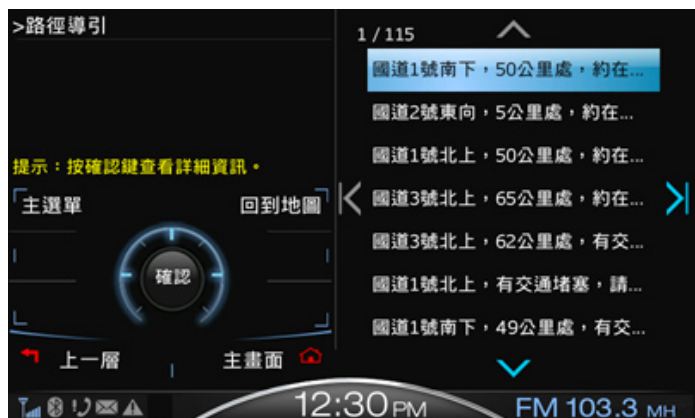 >路徑導引
1/115
國道1號南下，50公里處，約在...
國道2號東向，5公里處，約在...
國道1號北上，50公里處，約在...
國道3號北上，65公里處，約在...
國道3號北上，62公里處，有交...
國道1號北上，有交通堵塞，請...
國道1號南下，49公里處，有交...
提示：按確認鍵查看詳細資訊。
主選單
回到地圖
確認
上一層
主畫面
12:30 PM
FM 103.3 MH